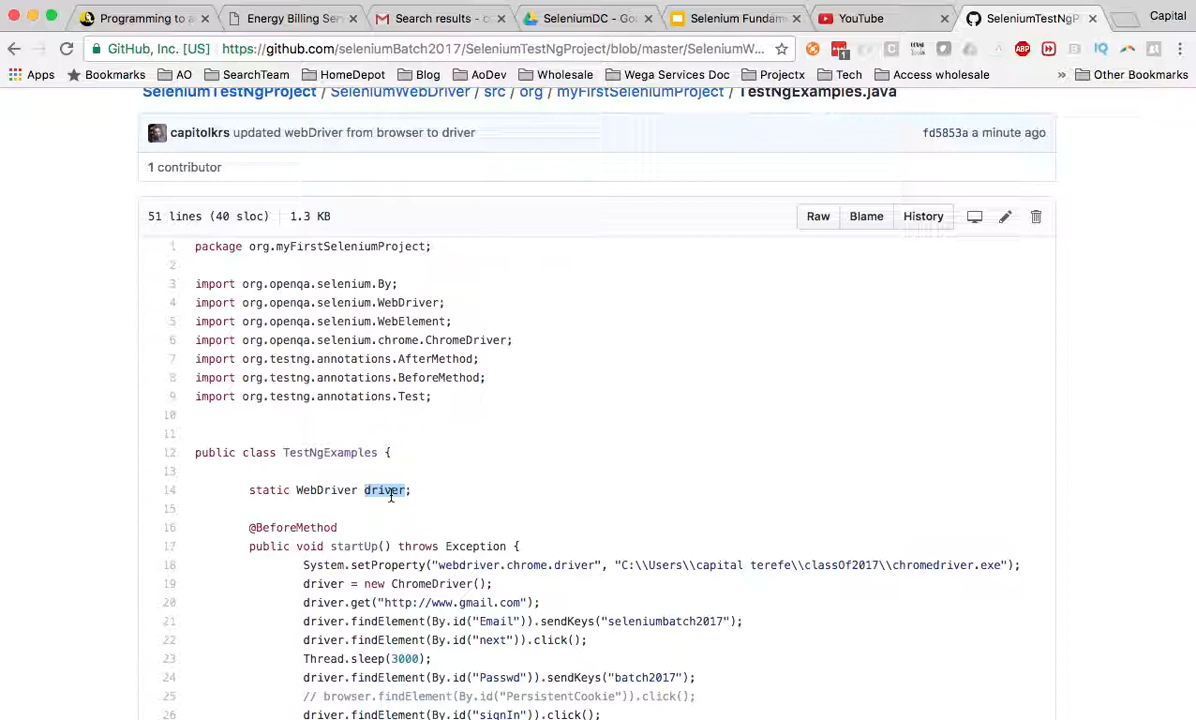 Programming to a
Energy Billing Ser
Search results - c
SeleniumDC - Go
Selenium Fundam
YouTube
SeleniumTestNgP
Capital
GitHub, Inc. [US] https://github.com/seleniumBatch2017/SeleniumTestNgProject/blob/master/SeleniumW...
ABP
1
Apps Bookmarks AO SearchTeam HomeDepot Blog AoDev Wholesale Wega Services Doc Projectx Tech Access wholesale » Other Bookmarks
SeleniumTestNgProject / SeleniumWebDriver / src / org / myFirstSeleniumProject / TestNgExamples.java
capitolkrs updated webDriver from browser to driver fd5853a a minute ago
1 contributor
51 lines (40 sloc) 1.3 KB Raw Blame History
1 package org.myFirstSeleniumProject;
2
3 import org.openqa.selenium.By;
4 import org.openqa.selenium.WebDriver;
5 import org.openqa.selenium.WebElement;
6 import org.openqa.selenium.chrome.ChromeDriver;
7 import org.testng.annotations.AfterMethod;
8 import org.testng.annotations.BeforeMethod;
9 import org.testng.annotations.Test;
10
11
12 public class TestNgExamples {
13
14 static WebDriver driver;
15
16 @BeforeMethod
17 public void startUp() throws Exception {
18 System.setProperty("webdriver.chrome.driver", "C:\\Users\\capital terefe\\classOf2017\\chromedriver.exe");
19 driver = new ChromeDriver();
20 driver.get("http://www.gmail.com");
21 driver.findElement(By.id("Email")).sendKeys("seleniumbatch2017");
22 driver.findElement(By.id("next")).click();
23 Thread.sleep(3000);
24 driver.findElement(By.id("Passwd")).sendKeys("batch2017");
25 // browser.findElement(By.id("PersistentCookie")).click();
26 driver.findElement(By.id("signIn")).click();